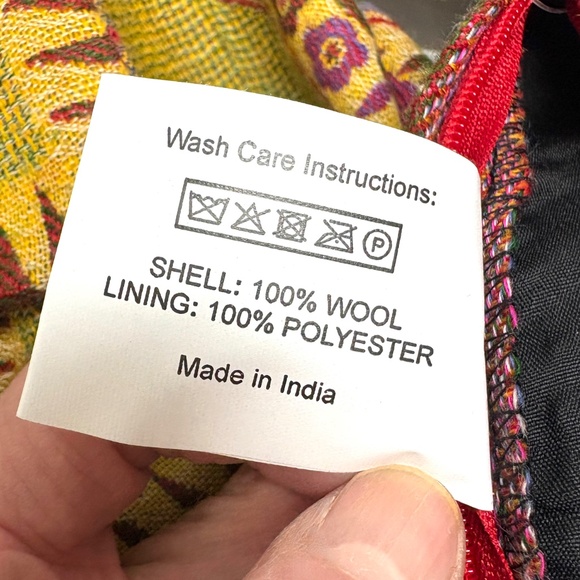 Wash Care Instructions:
P
SHELL: 100% WOOL
LINING: 100% POLYESTER
Made in India